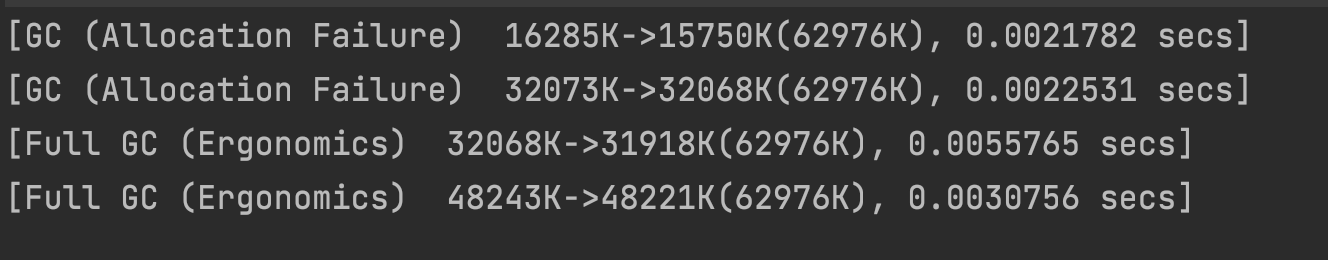 [GC (Allocation Failure)  16285K->15750K(62976K), 0.0021782 secs]
[GC (Allocation Failure)  32073K->32068K(62976K), 0.0022531 secs]
[Full GC (Ergonomics)  32068K->31918K(62976K), 0.0055765 secs]
[Full GC (Ergonomics)  48243K->48221K(62976K), 0.0030756 secs]